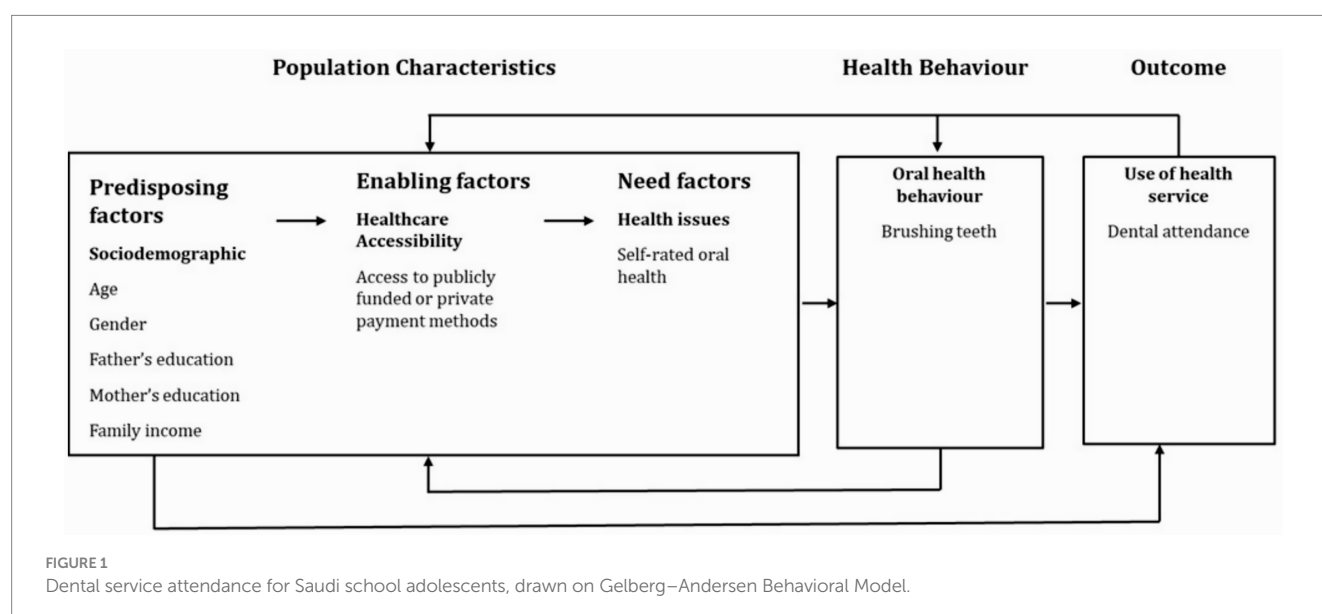 Population Characteristics
Health Behaviour
Outcome
Predisposing
factors
Sociodemographic
Age
Gender
Father's education
Mother's education
Family income
Enabling factors
Healthcare
Accessibility
Access to publicly
funded or private
payment methods
Need factors
Health issues
Self-rated oral
health
Oral health
behaviour
Brushing teeth
Use of health
service
Dental attendance
FIGURE 1
Dental service attendance for Saudi school adolescents, drawn on Gelberg–Andersen Behavioral Model.